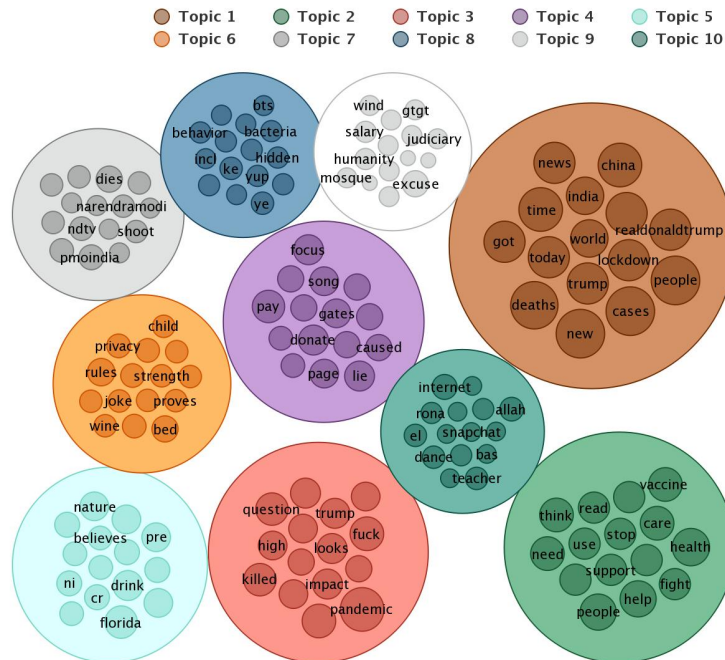 Topic 1 Topic 2 Topic 3 Topic 4 Topic 5
Topic 6 Topic 7 Topic 8 Topic 9 Topic 10
dies
narendramodi
ndtv shoot
pmoindia
bts
behavior bacteria
incl hidden
ke yup
ye
wind gtgt
salary judiciary
humanity
mosque excuse
news china
india
time realdonaldtrump
got world
today lockdown
trump people
deaths cases
new
focus
song
pay gates
donate caused
page lie
child
privacy
rules strength
joke proves
wine bed
internet
rona allah
el snapchat
dance bas
teacher
nature
believes pre
ni drink
cr
florida
question trump
fuck
high looks
killed impact
pandemic
vaccine
think read care
use stop
need health
support fight
people help